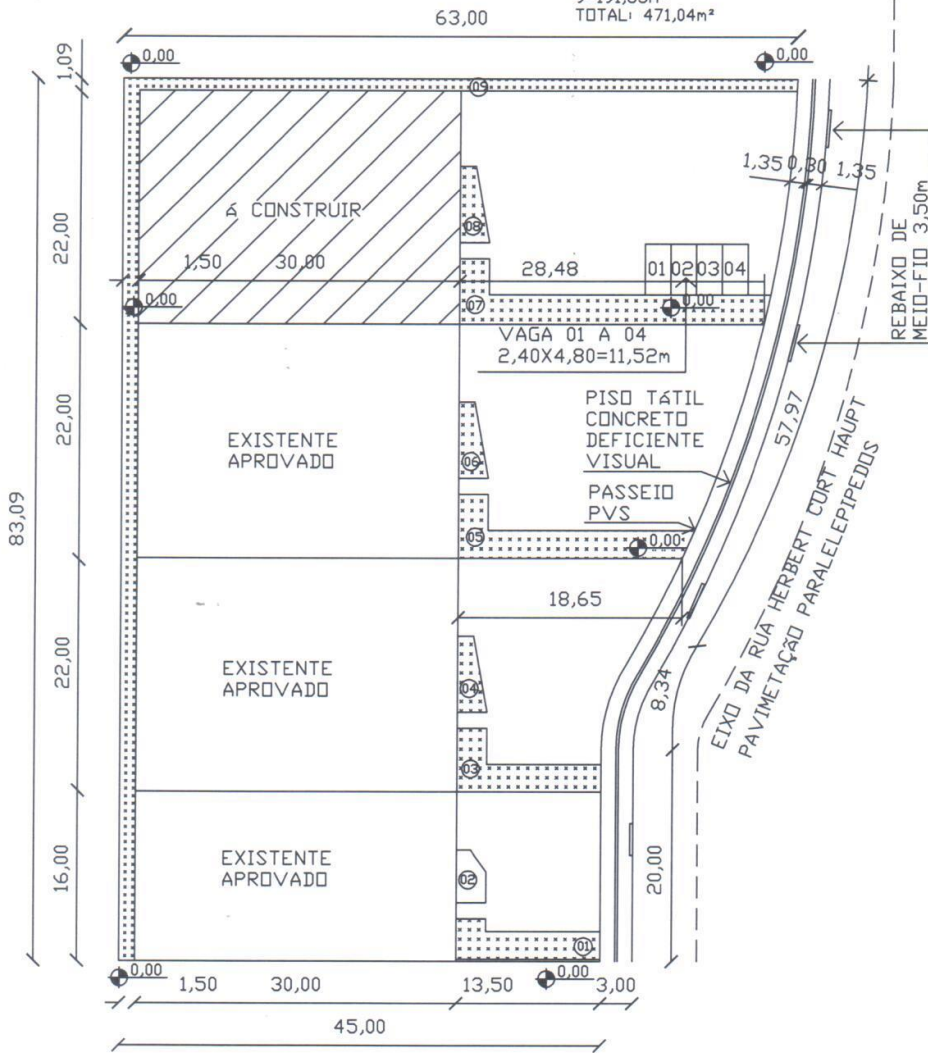 TOTAL: 471,04m²
63,00
1,09
0,00
0,00
09
1,35 0,30 1,35
Á CONSTRUIR
08
22,00
1,50 30,00
28,48
01 02 03 04
0,00
07
0,00
REBAIXO DE
MEIO-FIO 3,50m
VAGA 01 A 04
2,40X4,80=11,52m
PISO TÁTIL
CONCRETO
DEFICIENTE
VISUAL
57,97
22,00
EXISTENTE
APROVADO
06
PASSEIO
PVS
83,09
05
0,00
EIXO DA RUA HERBERT CORT HAUPT
PAVIMETAÇÃO PARALELEPIPEDOS
18,65
22,00
EXISTENTE
APROVADO
04
8,34
03
16,00
EXISTENTE
APROVADO
02
20,00
01
0,00
0,00
1,50 30,00 13,50 3,00
45,00